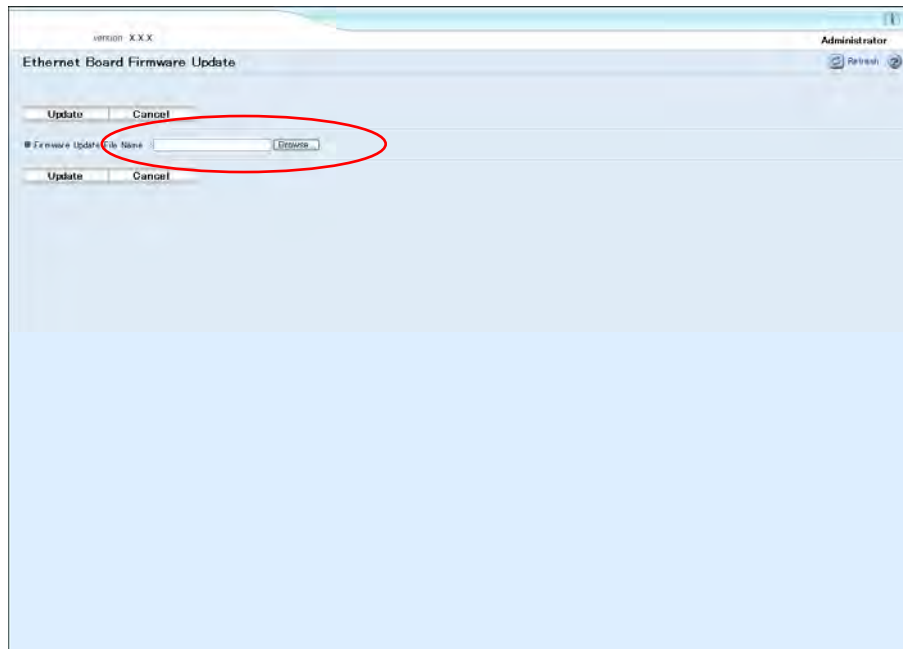 version X.X.X
Administrator
Ethernet Board Firmware Update
Refresh
Update Cancel
Firmware Update File Name Browse...
Update Cancel